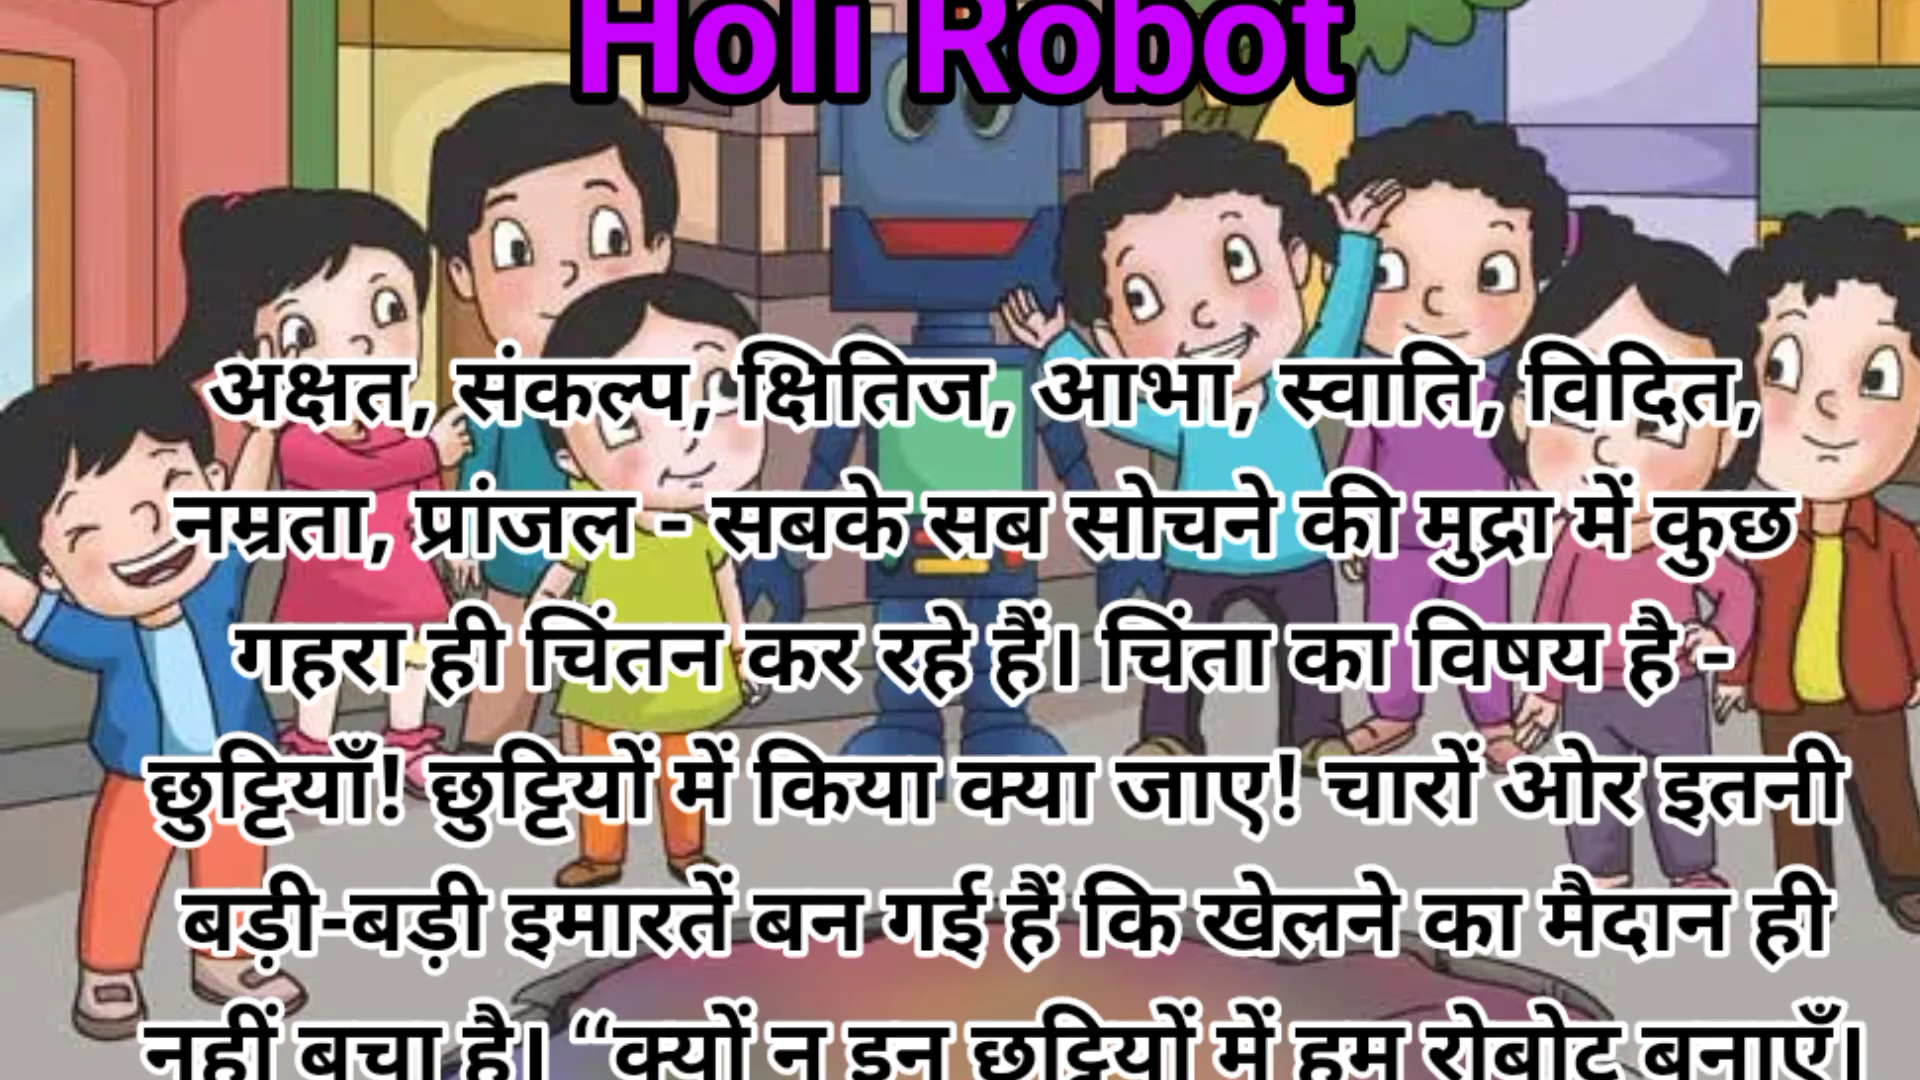 Holi Robot
अक्षत, संकल्प, क्षितिज, आभा, स्वाति, विदित,
नम्रता, प्रांजल - सबके सब सोचने की मुद्रा में कुछ
गहरा ही चिंतन कर रहे हैं। चिंता का विषय है -
छुट्टियाँ! छुट्टियों में किया क्या जाए! चारों ओर इतनी
बड़ी-बड़ी इमारतें बन गई हैं कि खेलने का मैदान ही
नहीं बचा है। “क्यों न इन छुट्टियों में हम रोबोट बनाएँ।